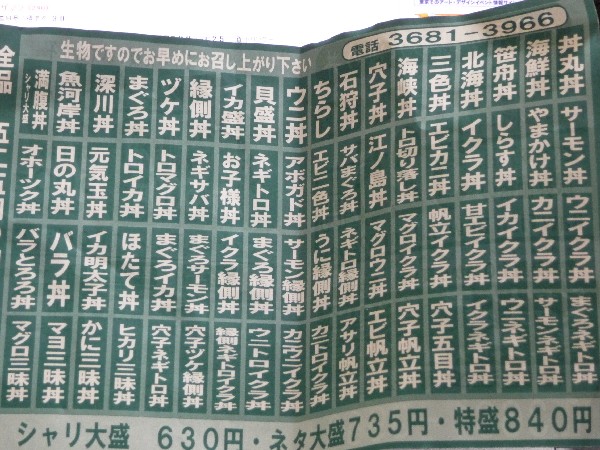 生物ですのでお早めにお召し上がり下さい
電話 3681-3966
丼丸丼 サーモン丼 ウニイクラ丼 まぐろネギトロ丼
海鮮丼 やまかけ丼 カニイクラ丼 サーモンネギトロ丼
笹舟丼 しらす丼 イカイクラ丼 ウニネギトロ丼
北海丼 イクラ丼 甘エビイクラ丼 イクラネギトロ丼
三色丼 エビカニ丼 帆立イクラ丼 穴子五目丼
海峡丼 トロ切り落し丼 マグロイクラ丼 穴子帆立丼
穴子丼 江ノ島丼 マグロウニ丼 エビ帆立丼
石狩丼 サバまぐろ丼 ネギトロ縁側丼 アサリ帆立丼
ちらし エビ二色丼 うに縁側丼 カニトロイクラ丼
ウニ丼 アボガド丼 サーモン縁側丼 カニウニイクラ丼
貝盛丼 ネギトロ丼 まぐろ縁側丼 ウニトロイクラ丼
イカ盛丼 お子様丼 イクラ縁側丼 縁側ネギトロイクラ丼
縁側丼 ネギサバ丼 まぐろサーモン丼 穴子ツケ縁側丼
ヅケ丼 トロマグロ丼 まぐろイカ丼 穴子ネギトロ丼
まぐろ丼 トロイカ丼 ほたて丼 ヒカリ三昧丼
深川丼 元気玉丼 イカ明太子丼 かに三昧丼
魚河岸丼 日の丸丼 バラ丼 マヨ三昧丼
満腹丼 シャリ大盛 オホーツク丼 バラとろろ丼 マグロ三昧丼
全品
シャリ大盛 630円・ネタ大盛735円・特盛840円